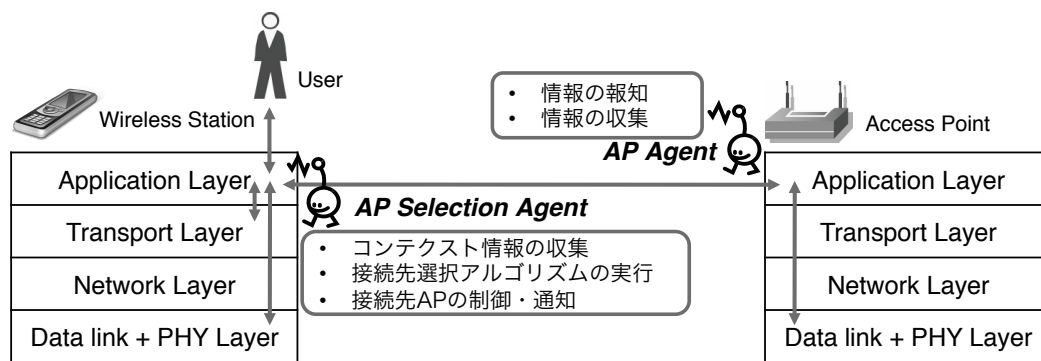 User
Wireless Station
• 情報の報知
• 情報の収集
AP Agent
Access Point
Application Layer
Transport Layer
Network Layer
Data link + PHY Layer
AP Selection Agent
• コンテクスト情報の収集
• 接続先選択アルゴリズムの実行
• 接続先APの制御・通知
Application Layer
Transport Layer
Network Layer
Data link + PHY Layer